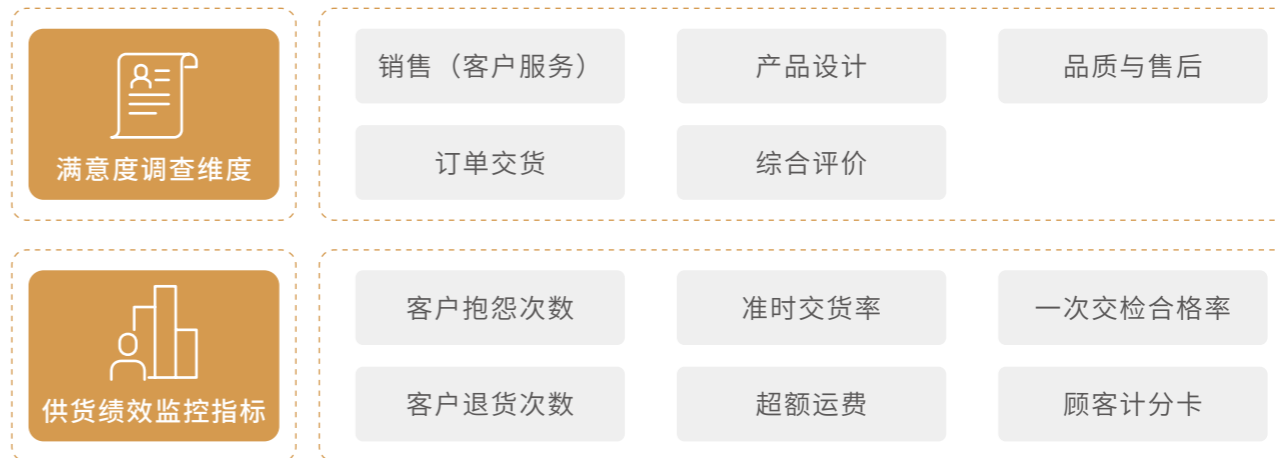 满意度调查维度
销售（客户服务）
产品设计
品质与售后
订单交货
综合评价
供货绩效监控指标
客户抱怨次数
准时交货率
一次交检合格率
客户退货次数
超额运费
顾客计分卡